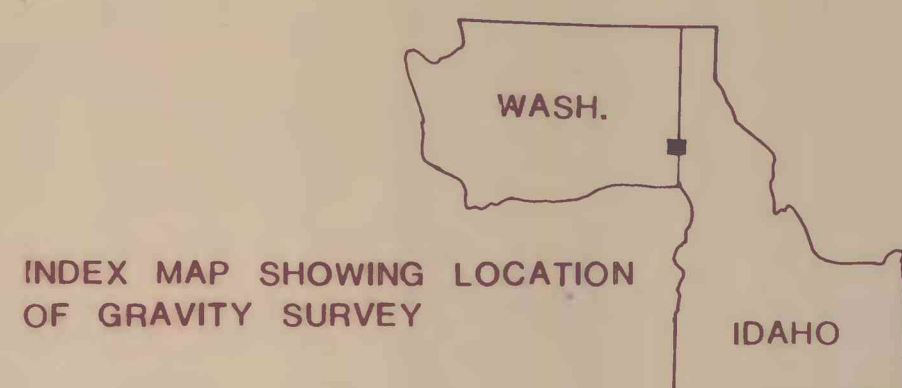 WASH.
INDEX MAP SHOWING LOCATION
OF GRAVITY SURVEY
IDAHO